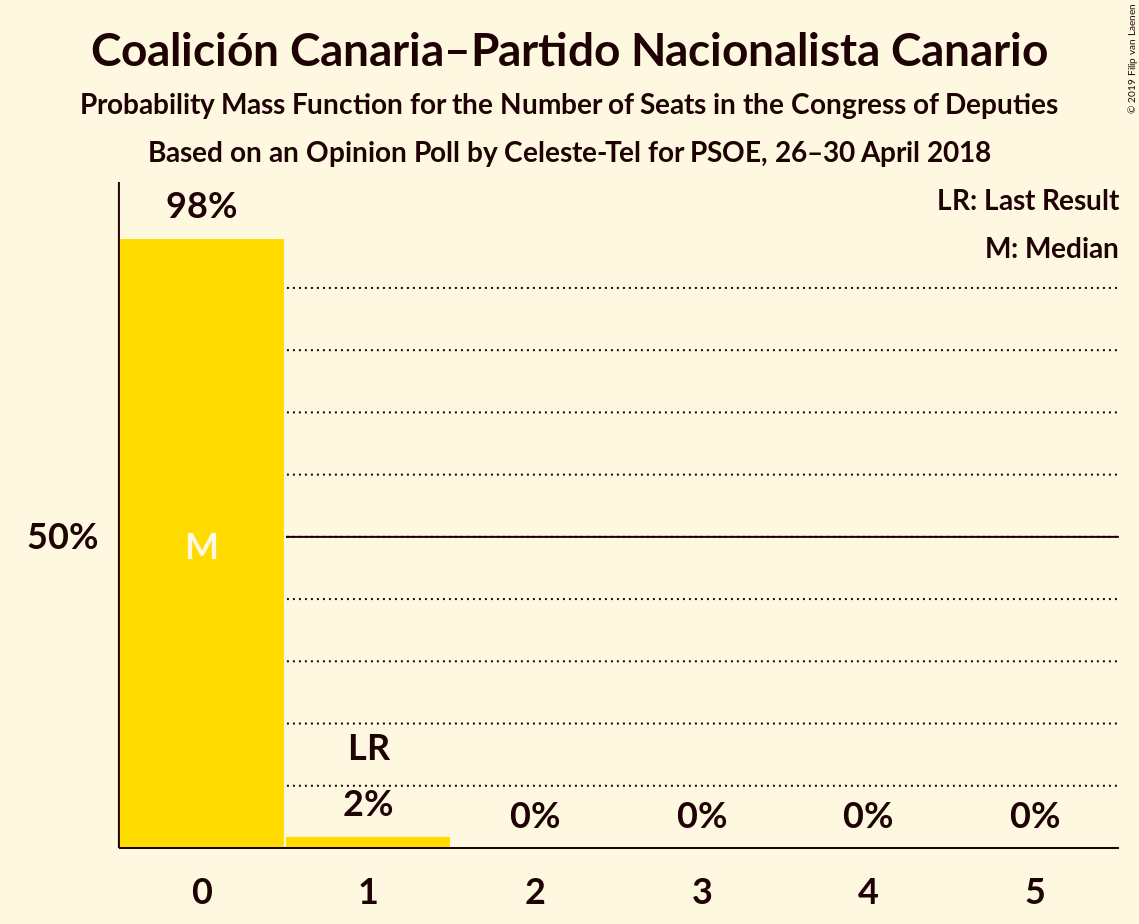 Coalición Canaria–Partido Nacionalista Canario
Probability Mass Function for the Number of Seats in the Congress of Deputies
Based on an Opinion Poll by Celeste-Tel for PSOE, 26–30 April 2018
© 2019 Filip van Laenen
LR: Last Result
M: Median
98%
50%
M
LR
2%
0%
0%
0%
0%
0
1
2
3
4
5